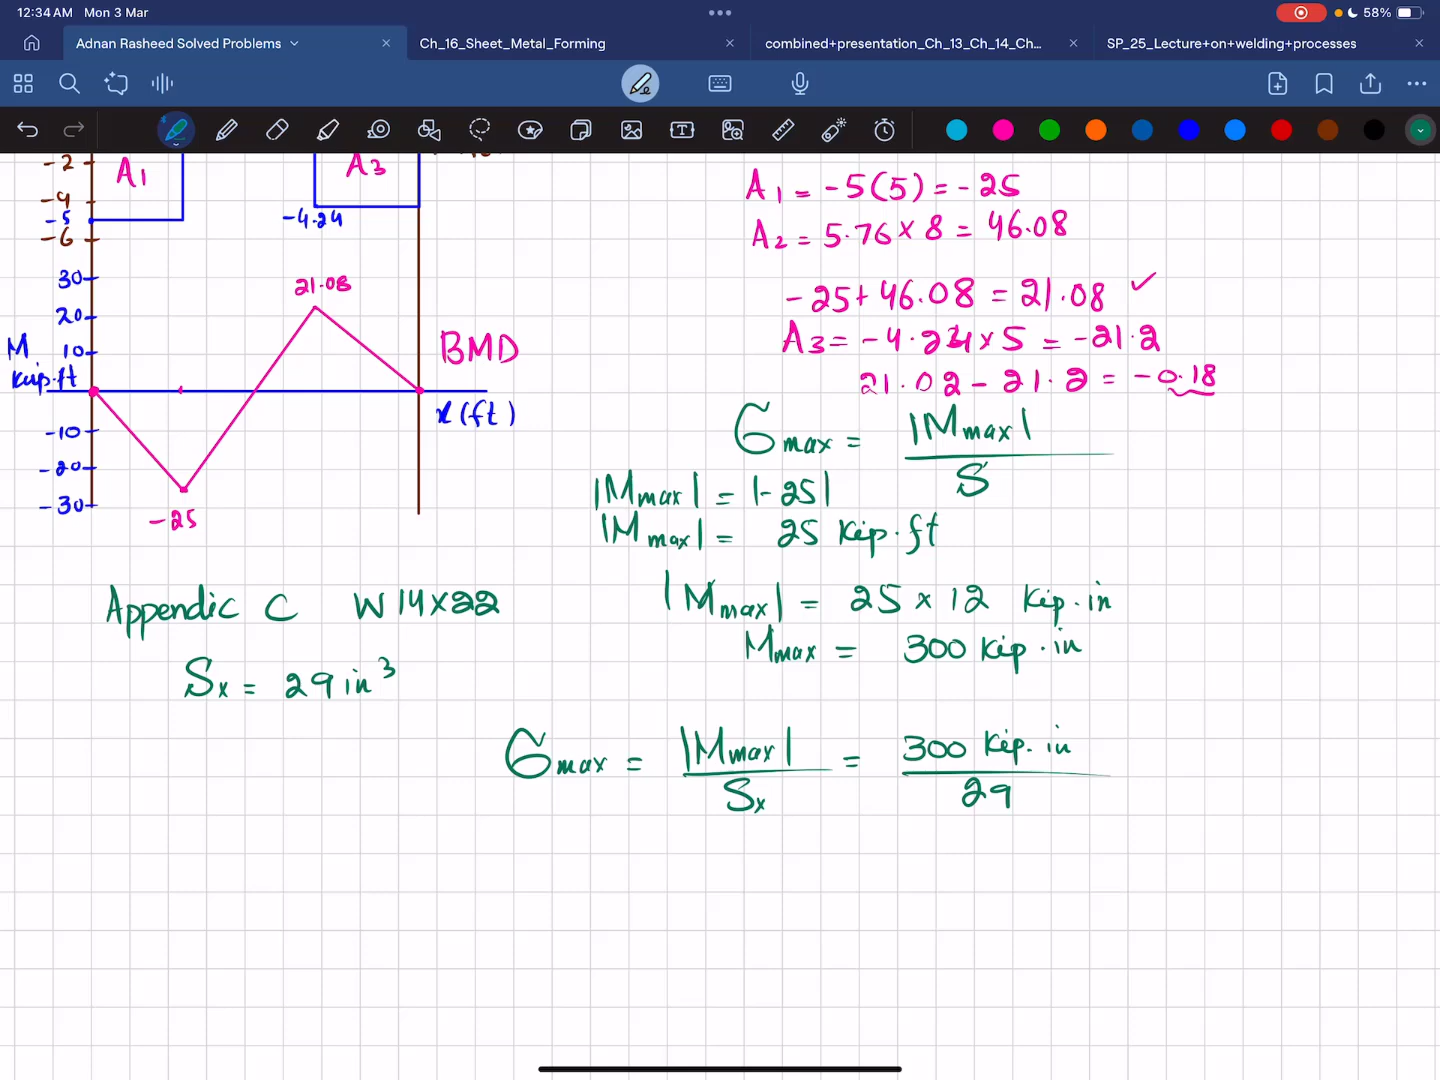 12:34 AM Mon 3 Mar
58%
Adnan Rasheed Solved Problems
Ch_16_Sheet_Metal_Forming
combined+presentation_Ch_13_Ch_14_Ch...
SP_25_Lecture+on+welding+processes
-2
A1
A3
-4
-5
-4.24
-6
A1 = -5(5) = -25
A2 = 5.76 × 8 = 46.08
-25 + 46.08 = 21.08 ✓
A3 = -4.24 × 5 = -21.2
21.02 - 21.2 = -0.18
30
21.08
20
M
10
kip.ft
BMD
x (ft)
-10
-20
-30
-25
σmax = |Mmax| / S
|Mmax| = |-25|
|Mmax| = 25 kip.ft
Appendic C W14×22
|Mmax| = 25 × 12 kip.in
Mmax = 300 kip.in
Sx = 29 in³
σmax = |Mmax| / Sx = 300 kip.in / 29